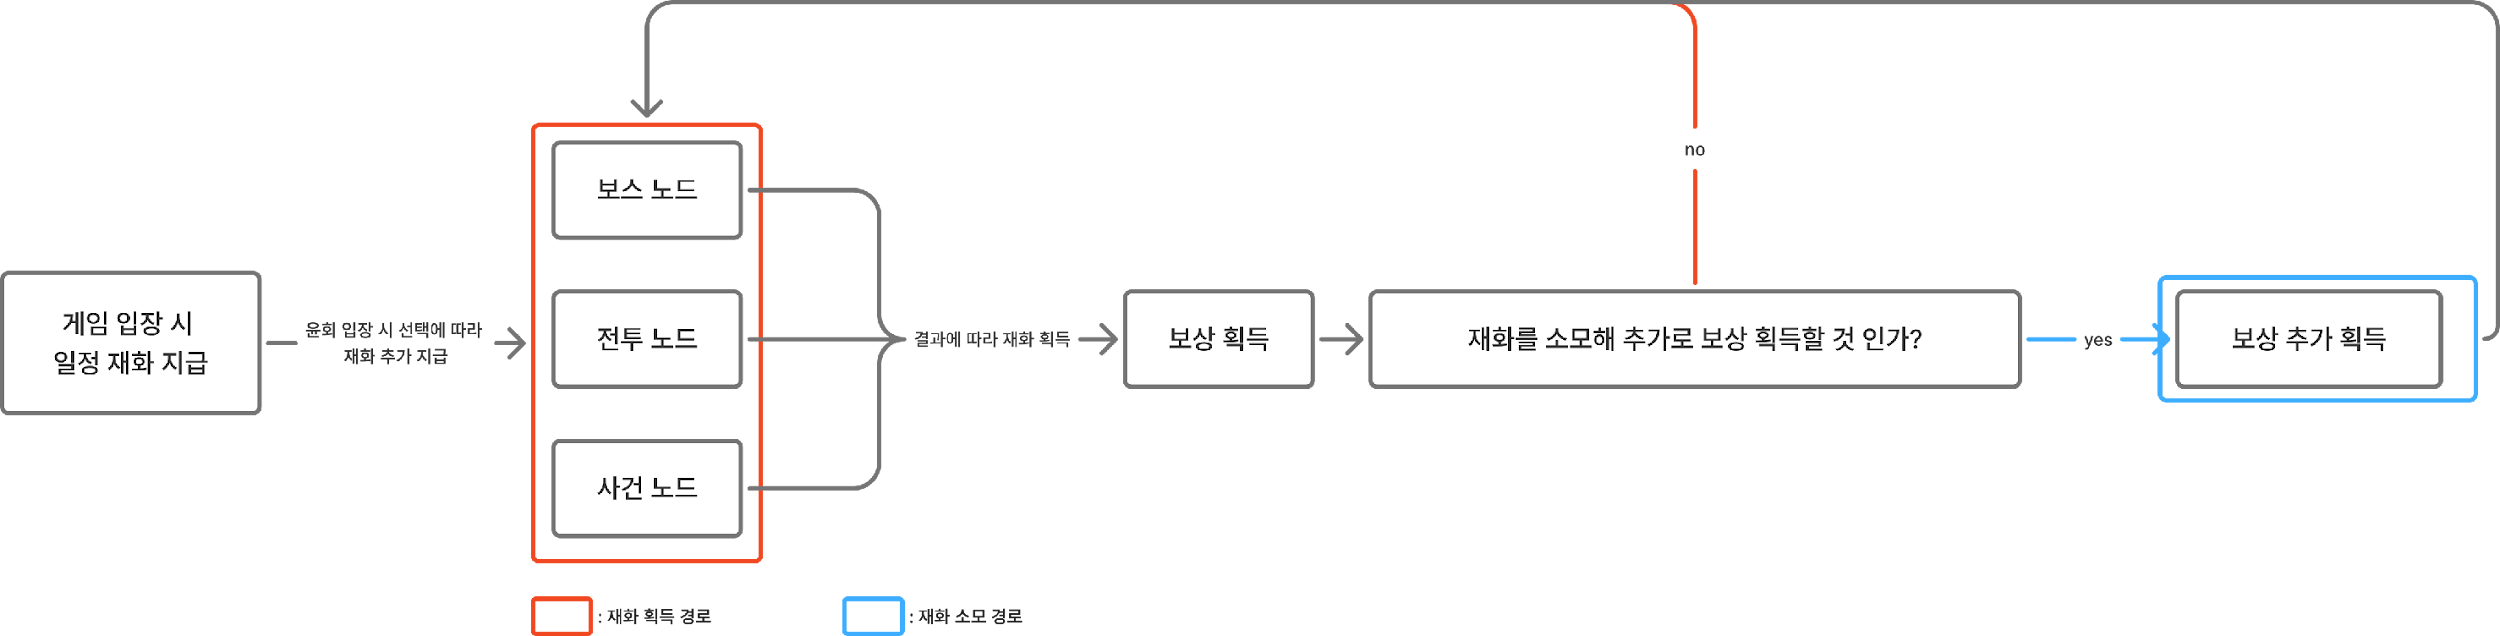 게임 입장 시
일정 재화 지급
윤회 입장 시 선택에 따라
재화 추가 지급
보스 노드
전투 노드
사건 노드
결과에 따라 재화 획득
보상 획득
재화를 소모해 추가로 보상 획득할 것 인가?
no
yes
보상 추가 획득
: 재화 획득 경로
: 재화 소모 경로